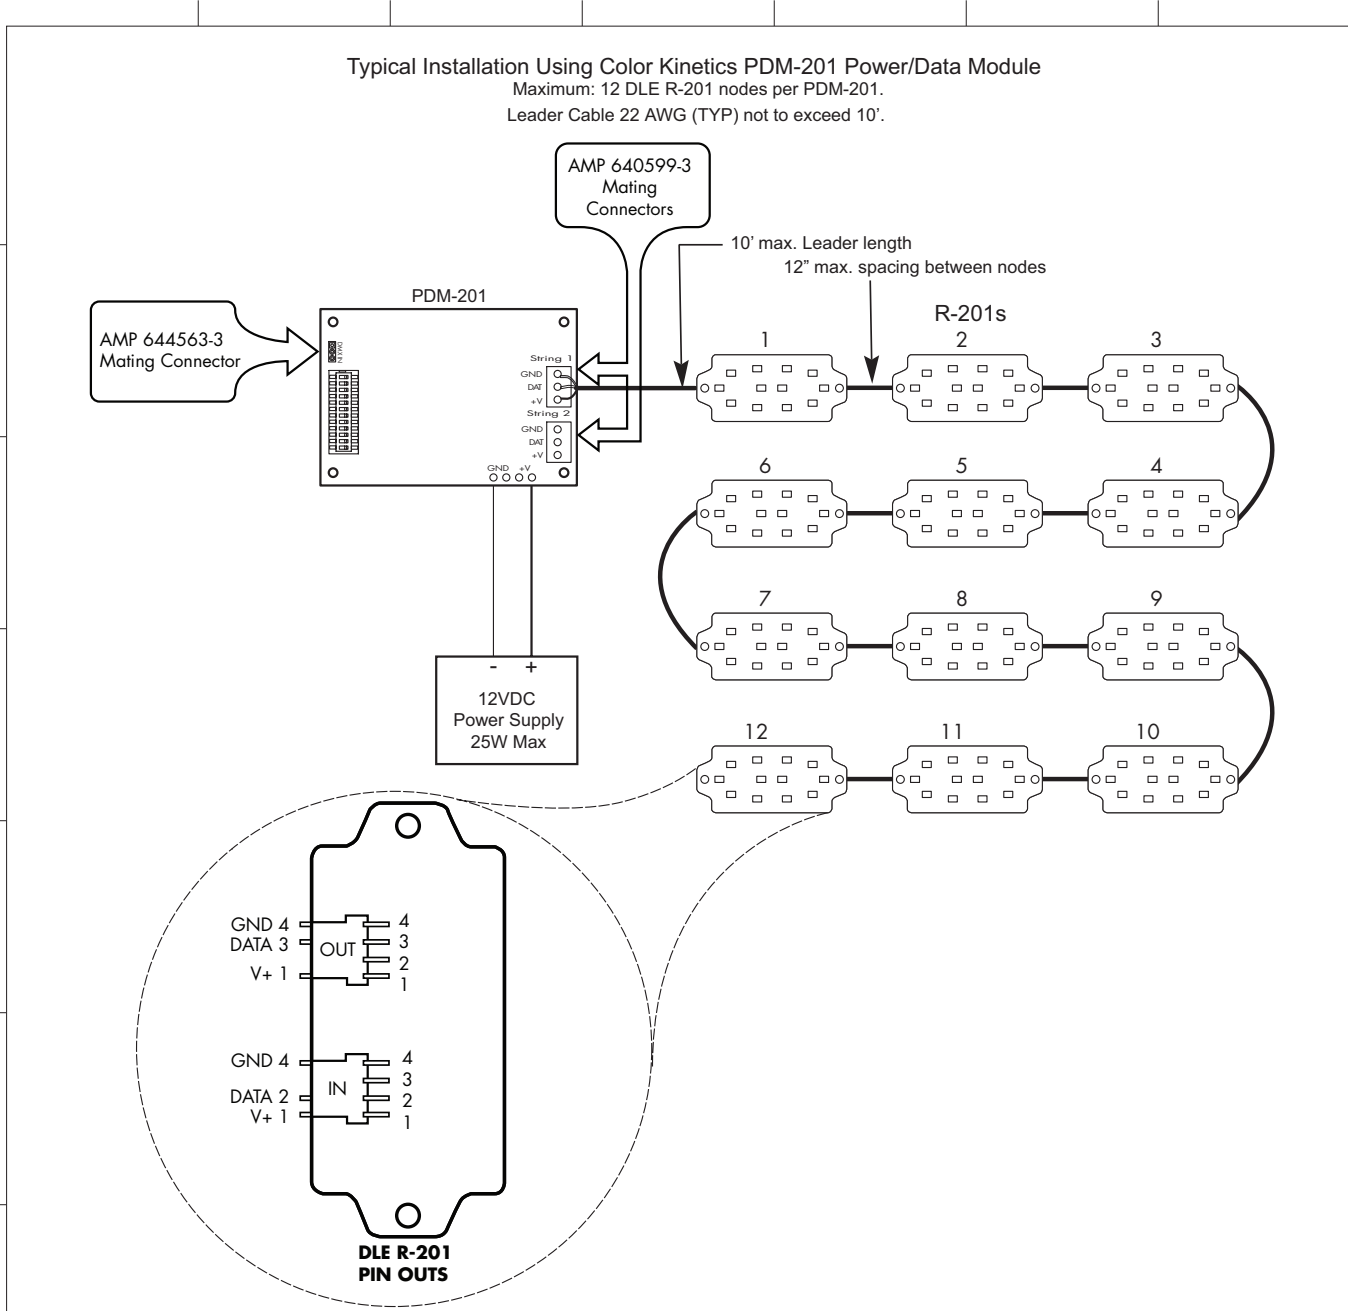 Typical Installation Using Color Kinetics PDM-201 Power/Data Module
Maximum: 12 DLE R-201 nodes per PDM-201.
Leader Cable 22 AWG (TYP) not to exceed 10’.
AMP 640599-3
Mating
Connectors
10’ max. Leader length
12” max. spacing between nodes
PDM-201
R-201s
AMP 644563-3
Mating Connector
DMX IN
String 1
GND
DAT
+V
String 2
GND
DAT
+V
GND +V
1 2 3
6 5 4
7 8 9
12 11 10
- +
12VDC
Power Supply
25W Max
GND 4
DATA 3
V+ 1
OUT
4
3
2
1
GND 4
DATA 2
V+ 1
IN
4
3
2
1
DLE R-201
PIN OUTS